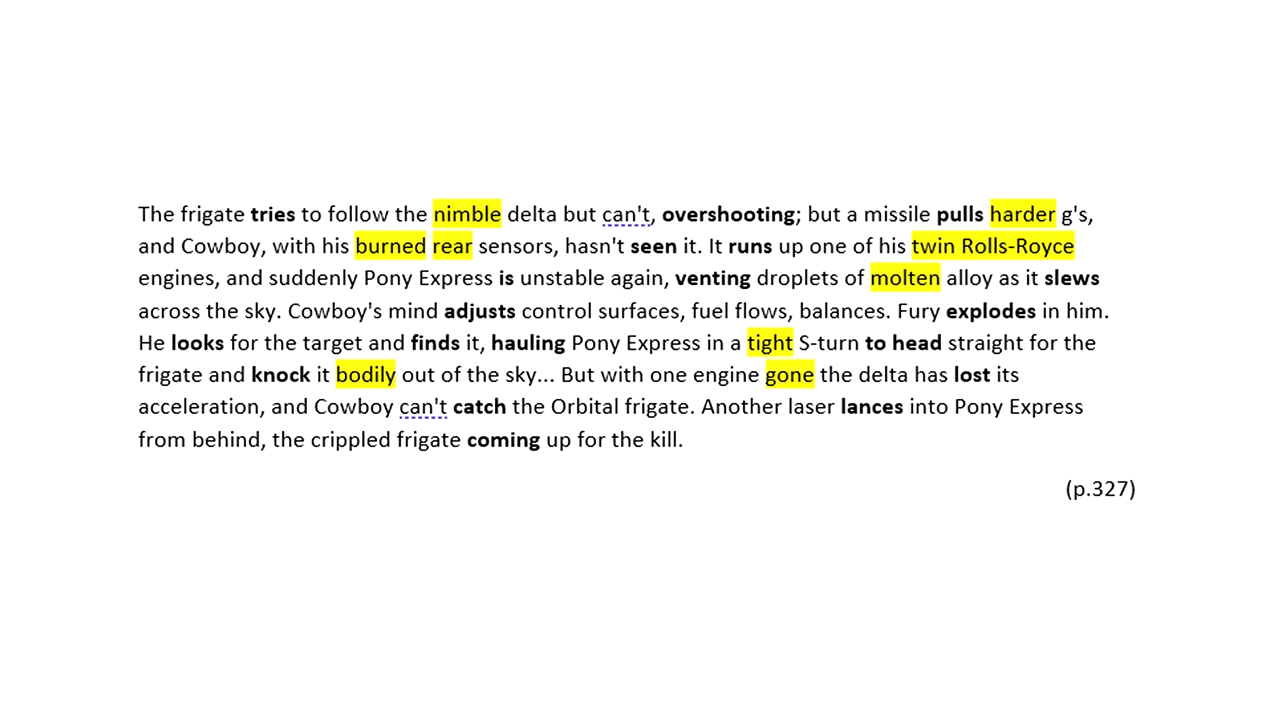 The frigate tries to follow the nimble delta but can't, overshooting; but a missile pulls harder g's,
and Cowboy, with his burned rear sensors, hasn't seen it. It runs up one of his twin Rolls-Royce
engines, and suddenly Pony Express is unstable again, venting droplets of molten alloy as it slews
across the sky. Cowboy's mind adjusts control surfaces, fuel flows, balances. Fury explodes in him.
He looks for the target and finds it, hauling Pony Express in a tight S-turn to head straight for the
frigate and knock it bodily out of the sky... But with one engine gone the delta has lost its
acceleration, and Cowboy can't catch the Orbital frigate. Another laser lances into Pony Express
from behind, the crippled frigate coming up for the kill.
(p.327)